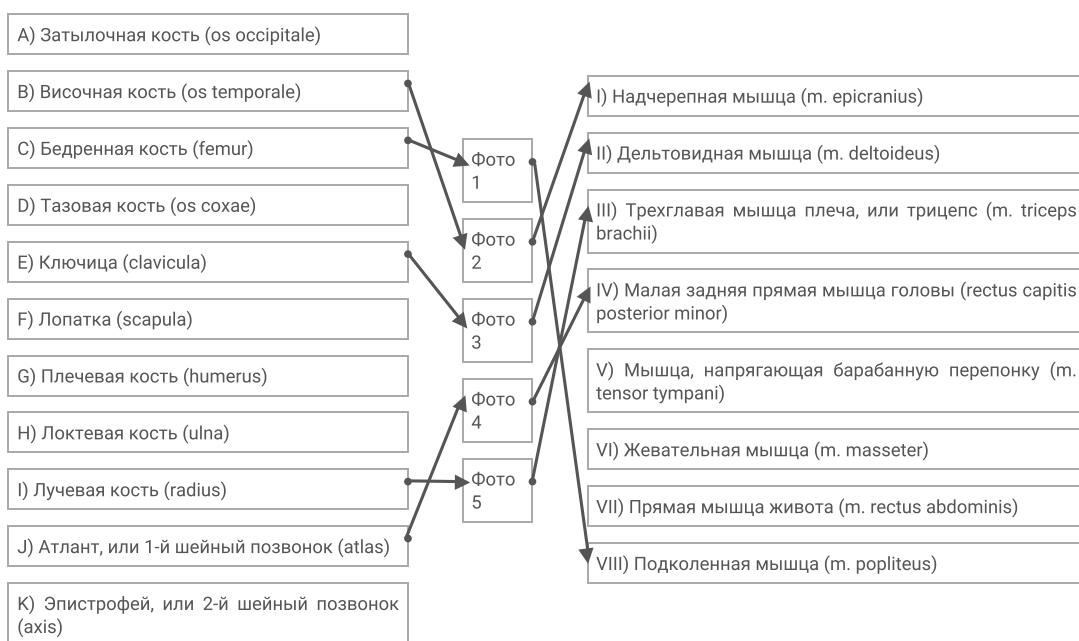 A) Затылочная кость (os occipitale)
B) Височная кость (os temporale)
C) Бедренная кость (femur)
D) Тазовая кость (os coxae)
E) Ключица (clavicula)
F) Лопатка (scapula)
G) Плечевая кость (humerus)
H) Локтевая кость (ulna)
I) Лучевая кость (radius)
J) Атлант, или 1-й шейный позвонок (atlas)
K) Эпистрофей, или 2-й шейный позвонок
(axis)
Фото
1
Фото
2
Фото
3
Фото
4
Фото
5
I) Надчерепная мышца (m. epicranius)
II) Дельтовидная мышца (m. deltoideus)
III) Трехглавая мышца плеча, или трицепс (m. triceps
brachii)
IV) Малая задняя прямая мышца головы (rectus capitis
posterior minor)
V) Мышца, напрягающая барабанную перепонку (m.
tensor tympani)
VI) Жевательная мышца (m. masseter)
VII) Прямая мышца живота (m. rectus abdominis)
VIII) Подколенная мышца (m. popliteus)